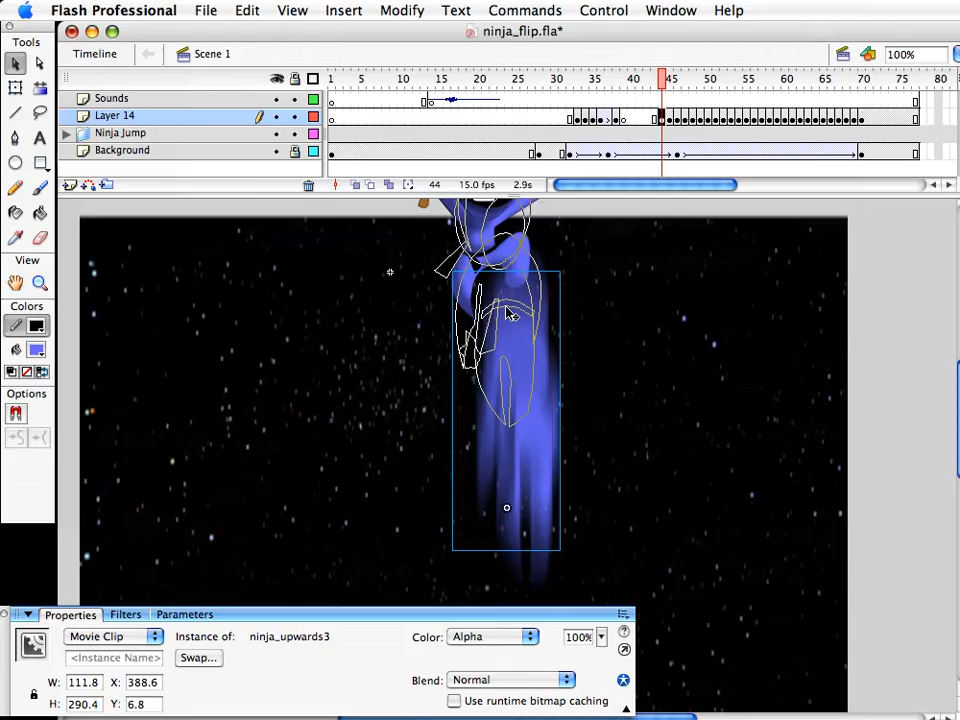 Flash Professional File Edit View Insert Modify Text Commands Control Window Help
ninja_flip.fla*
Tools
Timeline Scene 1 100%
1 5 10 15 20 25 30 35 40 45 50 55 60 65 70 75 80
Sounds
Layer 14
Ninja Jump
Background
44 15.0 fps 2.9s
View
Colors
Options
Properties Filters Parameters
Movie Clip Instance of: ninja_upwards3 Color: Alpha 100%
<Instance Name> Swap...
W: 111.8 X: 388.6 Blend: Normal
H: 290.4 Y: 6.8 Use runtime bitmap caching